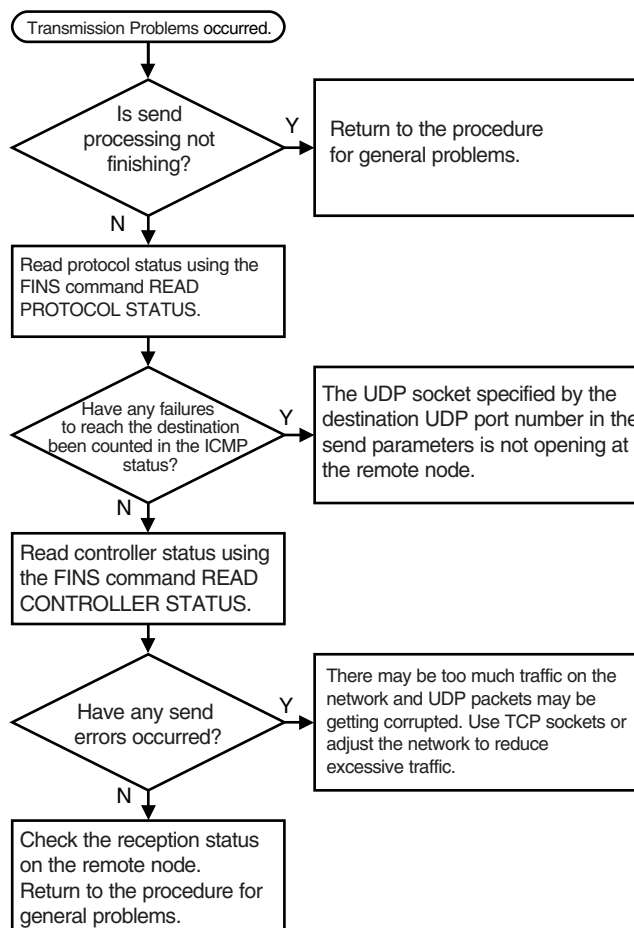 Transmission Problems occurred.
Is send
processing not
finishing?
Y
Return to the procedure
for general problems.
N
Read protocol status using the
FINS command READ
PROTOCOL STATUS.
Have any failures
to reach the destination
been counted in the ICMP
status?
Y
The UDP socket specified by the
destination UDP port number in the
send parameters is not opening at
the remote node.
N
Read controller status using
the FINS command READ
CONTROLLER STATUS.
Have any send
errors occurred?
Y
There may be too much traffic on the
network and UDP packets may be
getting corrupted. Use TCP sockets or
adjust the network to reduce
excessive traffic.
N
Check the reception status
on the remote node.
Return to the procedure for
general problems.